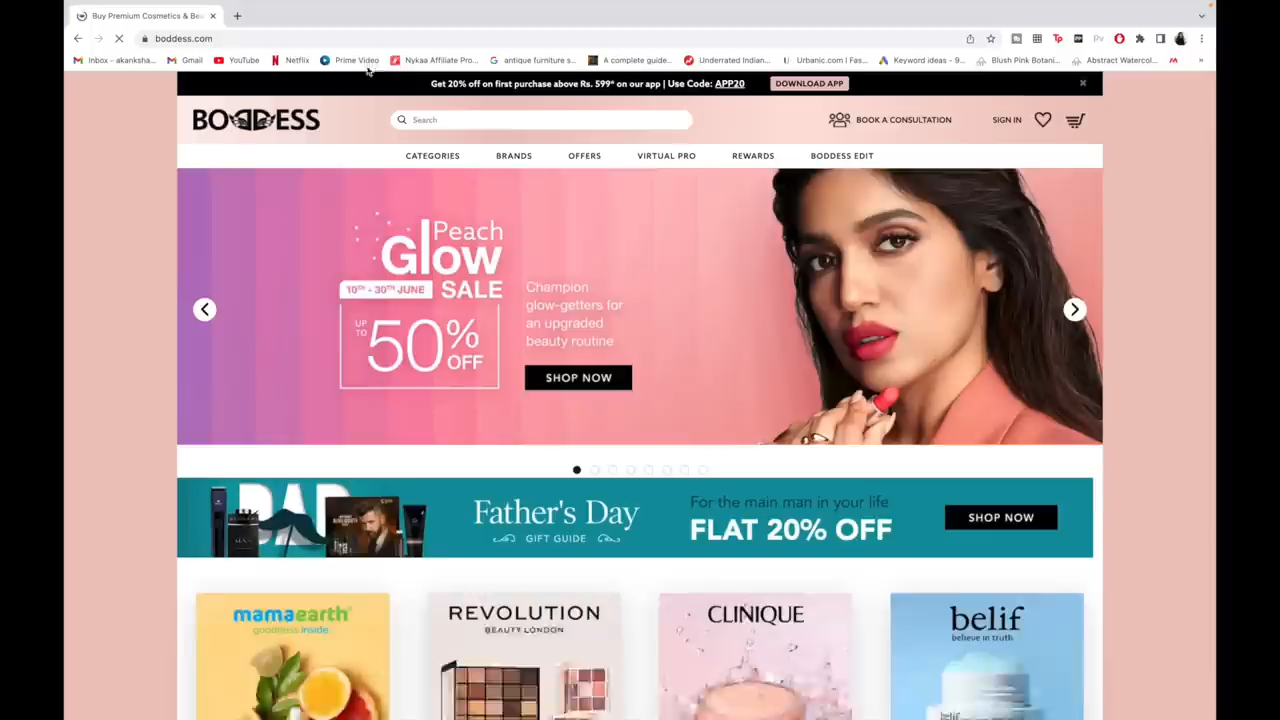 Buy Premium Cosmetics & Bea
boddess.com
Inbox - akanksha... Gmail YouTube Netflix Prime Video Nykaa Affiliate Pro... antique furniture s... A complete guide... Underrated Indian... Urbanic.com I Fas... Keyword ideas - 9... Blush Pink Botani... Abstract Watercol... »
Get 20% off on first purchase above Rs. 599* on our app | Use Code: APP20 DOWNLOAD APP
BODDESS
Search
BOOK A CONSULTATION
SIGN IN
CATEGORIES BRANDS OFFERS VIRTUAL PRO REWARDS BODDESS EDIT
Peach
Glow
10TH - 30TH JUNE SALE
UP TO 50% OFF
Champion
glow-getters for
an upgraded
beauty routine
SHOP NOW
DAD
Father's Day
GIFT GUIDE
For the main man in your life
FLAT 20% OFF
SHOP NOW
mamaearth
goodness inside
REVOLUTION
BEAUTY LONDON
CLINIQUE
belif
believe in truth
belif